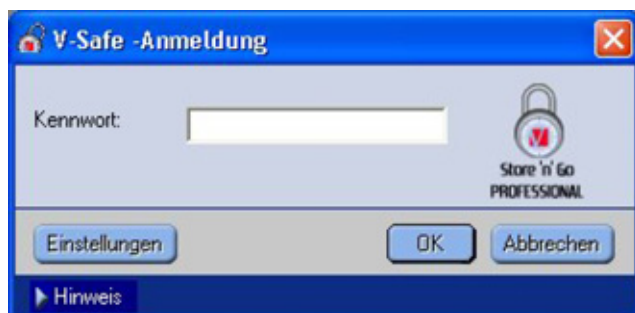 V-Safe -Anmeldung
Kennwort:
Store 'n' Go
PROFESSIONAL
Einstellungen
OK
Abbrechen
Hinweis